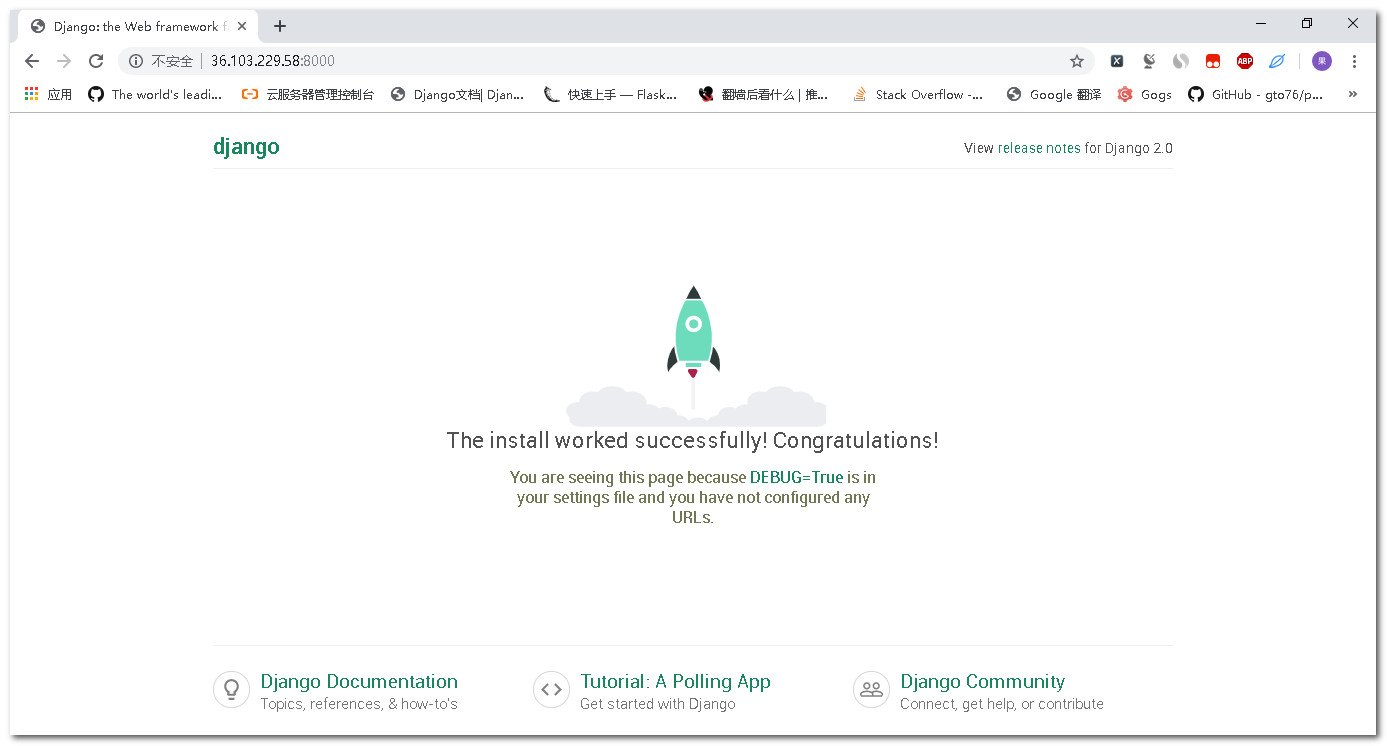 Django: the Web framework f
不安全 36.103.229.58:8000
ABP 果
应用 The world's leadi... 云服务器管理控制台 Django文档| Djan... 快速上手 — Flask... 翻墙后看什么 | 推... Stack Overflow -... Google 翻译 Gogs GitHub - gto76/p... »
django
View release notes for Django 2.0
The install worked successfully! Congratulations!
You are seeing this page because DEBUG=True is in
your settings file and you have not configured any
URLs.
Django Documentation
Topics, references, & how-to's
Tutorial: A Polling App
Get started with Django
Django Community
Connect, get help, or contribute